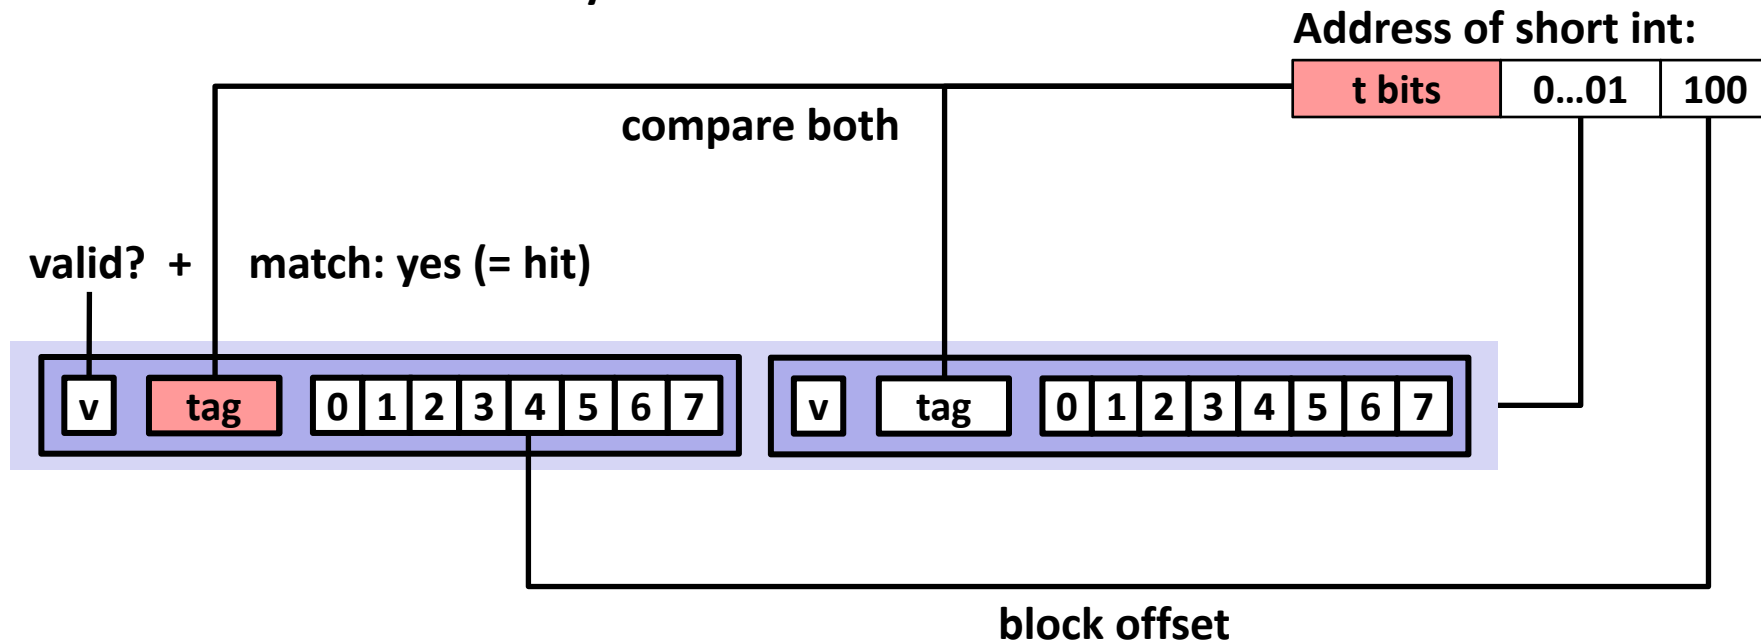 Address of short int:
t bits 0...01 100
compare both
valid? + match: yes (= hit)
v tag 0 1 2 3 4 5 6 7 v tag 0 1 2 3 4 5 6 7
block offset